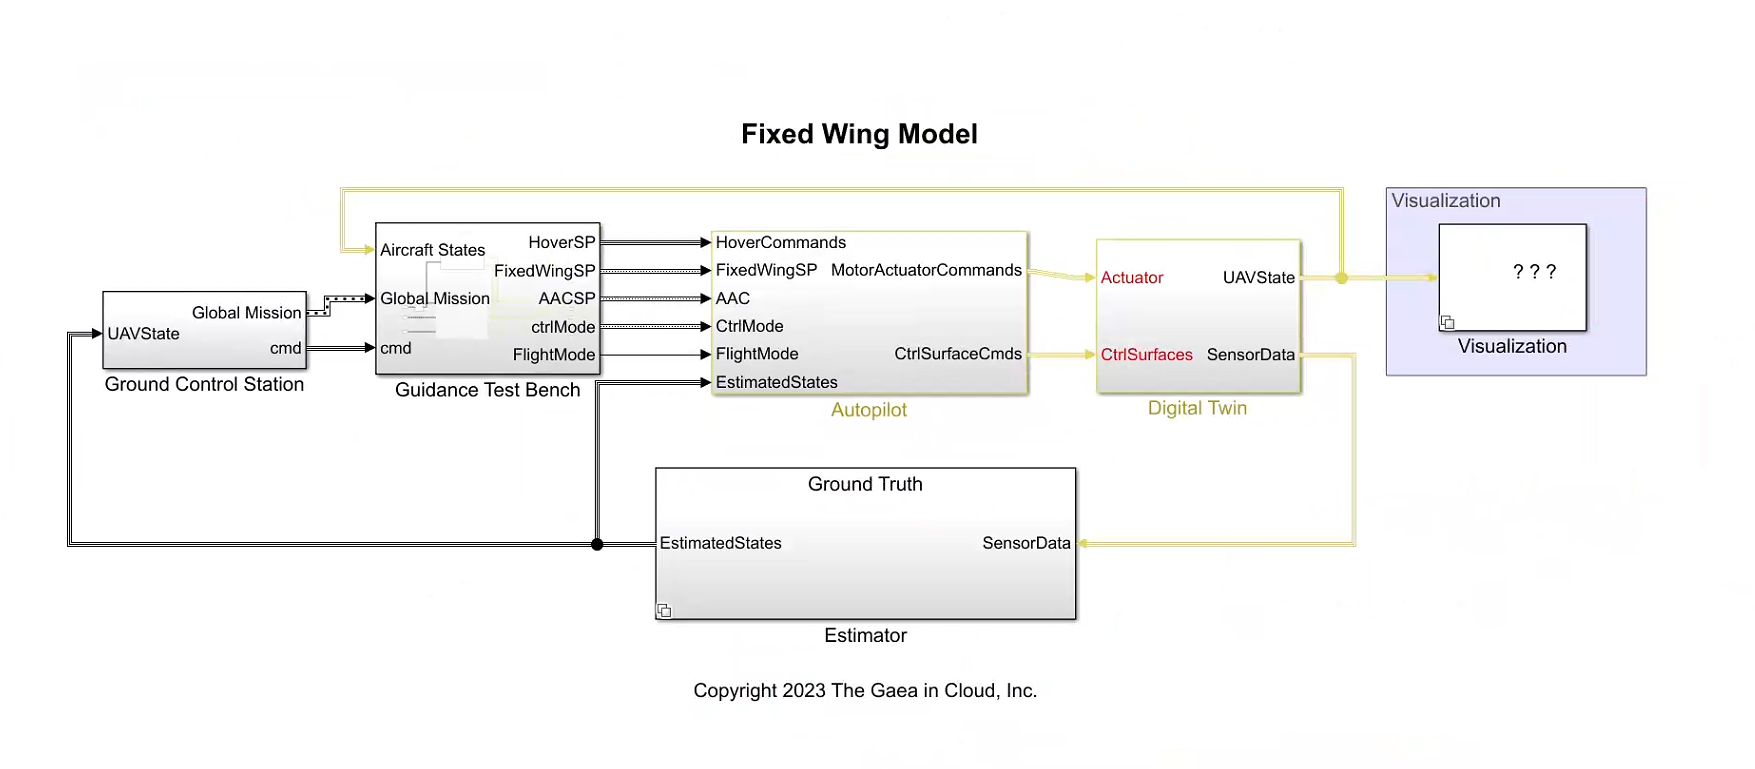 Fixed Wing Model
Visualization
Aircraft States
HoverSP
HoverCommands
FixedWingSP
FixedWingSP
MotorActuatorCommands
Actuator
UAVState
? ? ?
Global Mission
Global Mission
AACSP
AAC
UAVState
ctrlMode
CtrlMode
cmd
cmd
FlightMode
FlightMode
CtrlSurfaceCmds
CtrlSurfaces
SensorData
Visualization
Ground Control Station
Guidance Test Bench
EstimatedStates
Autopilot
Digital Twin
Ground Truth
EstimatedStates
SensorData
Estimator
Copyright 2023 The Gaea in Cloud, Inc.